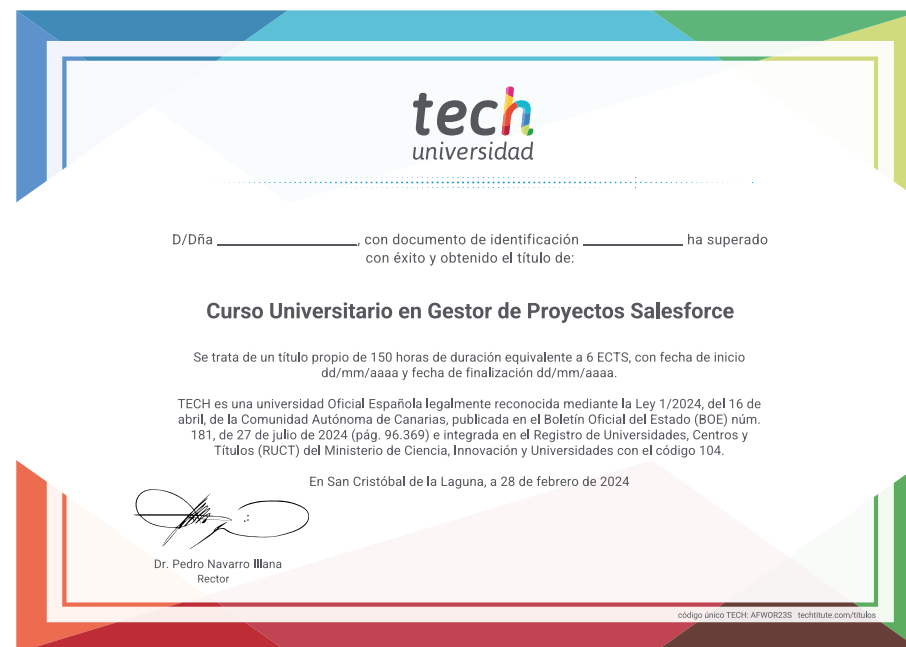 tech
universidad
D/Dña ____________________, con documento de identificación ______________ ha superado
con éxito y obtenido el título de:
Curso Universitario en Gestor de Proyectos Salesforce
Se trata de un título propio de 150 horas de duración equivalente a 6 ECTS, con fecha de inicio
dd/mm/aaaa y fecha de finalización dd/mm/aaaa.
TECH es una universidad Oficial Española legalmente reconocida mediante la Ley 1/2024, del 16 de
abril, de la Comunidad Autónoma de Canarias, publicada en el Boletín Oficial del Estado (BOE) núm.
181, de 27 de julio de 2024 (pág. 96.369) e integrada en el Registro de Universidades, Centros y
Títulos (RUCT) del Ministerio de Ciencia, Innovación y Universidades con el código 104.
En San Cristóbal de la Laguna, a 28 de febrero de 2024
Dr. Pedro Navarro Illana
Rector
código único TECH: AFWOR23S techtitute.com/titulos